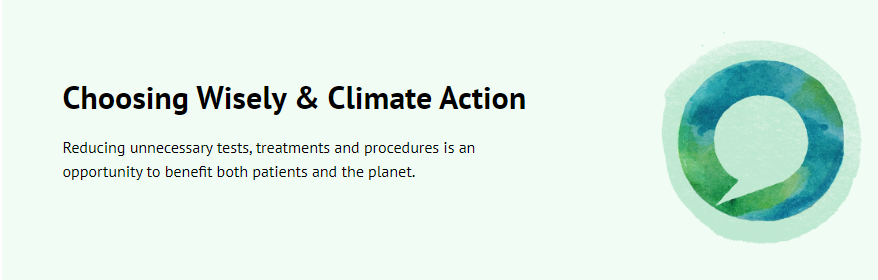 Choosing Wisely & Climate Action
Reducing unnecessary tests, treatments and procedures is an
opportunity to benefit both patients and the planet.